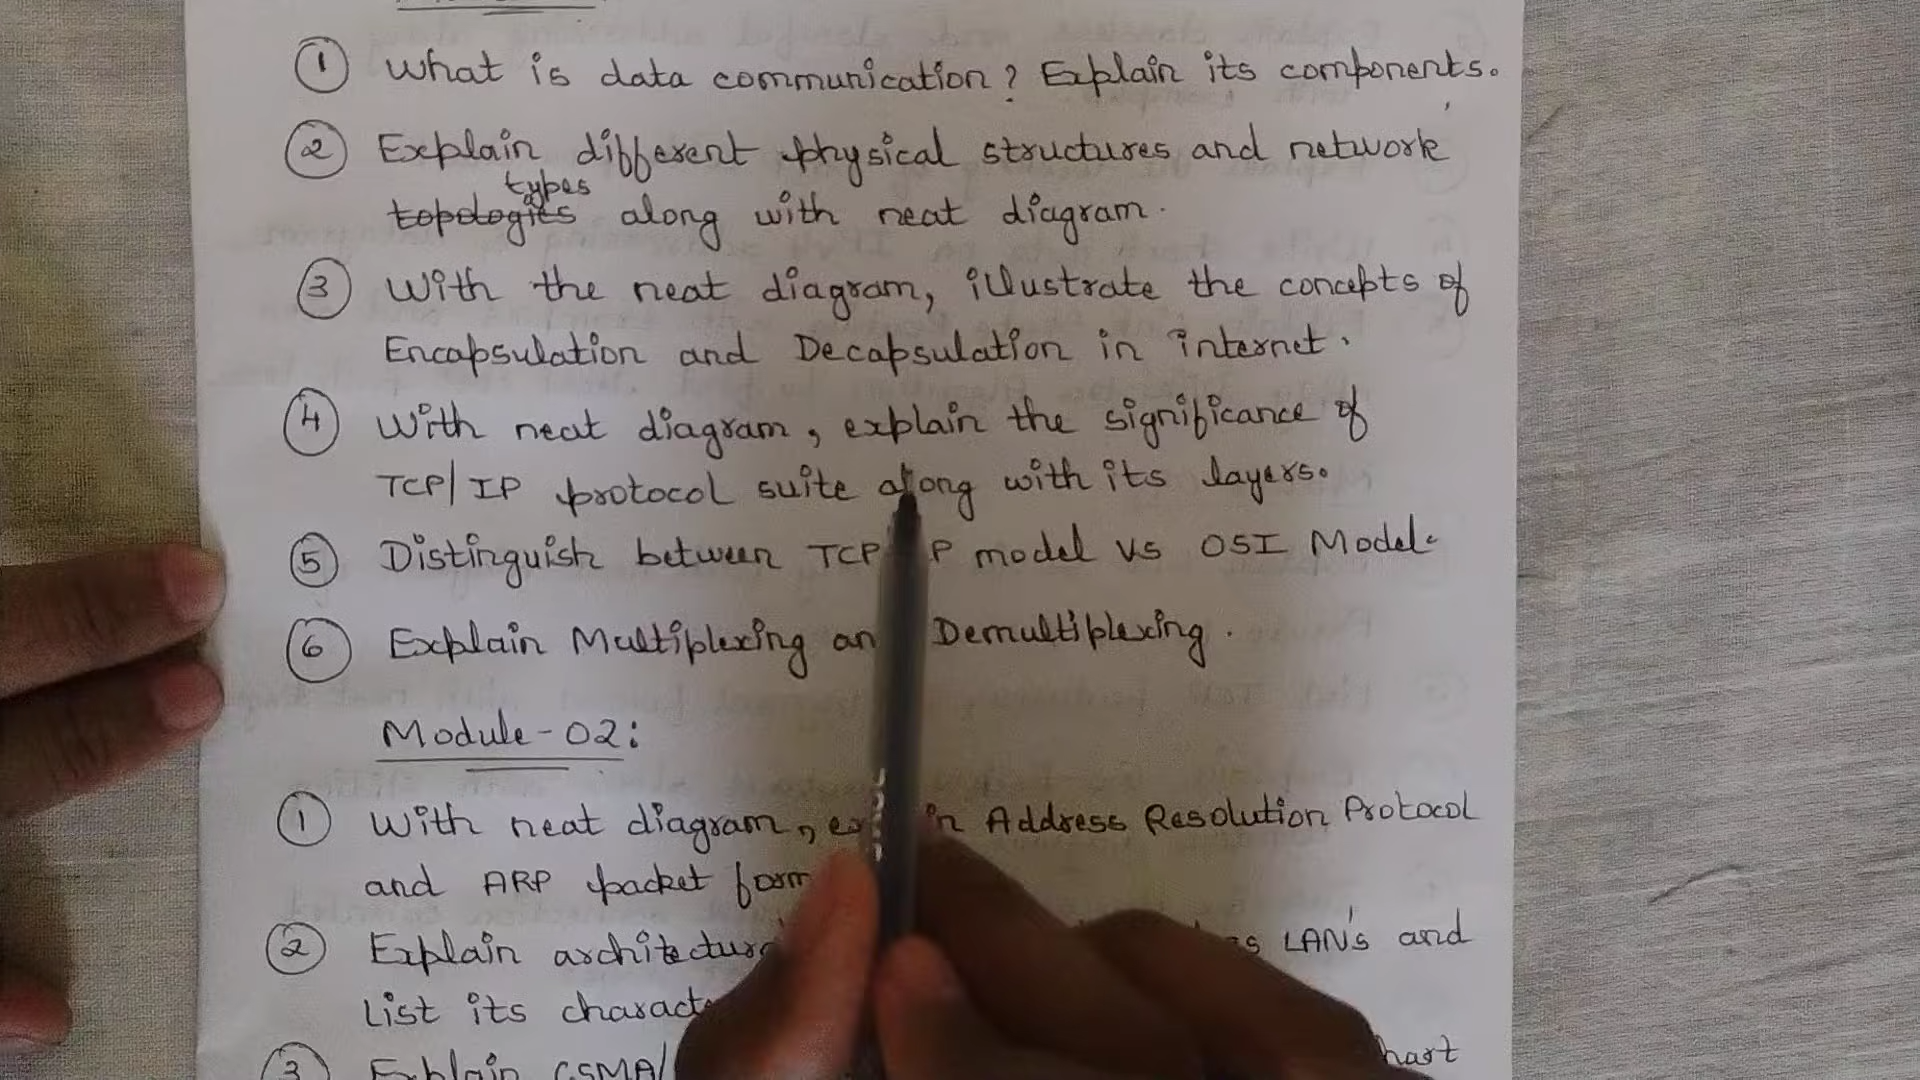 ① What is data communication? Explain its components.
② Explain different physical structures and network
types
topologies along with neat diagram.
③ With the neat diagram, illustrate the concepts of
Encapsulation and Decapsulation in internet.
④ With neat diagram, explain the significance of
TCP/IP protocol suite along with its layers.
⑤ Distinguish between TCP P model vs OSI Model.
⑥ Explain Multiplexing an Demultiplexing.
Module-02:
① With neat diagram, Address Resolution Protocol
and ARP packet form
② Explain LAN's and
List its
③ Explain CSMA/